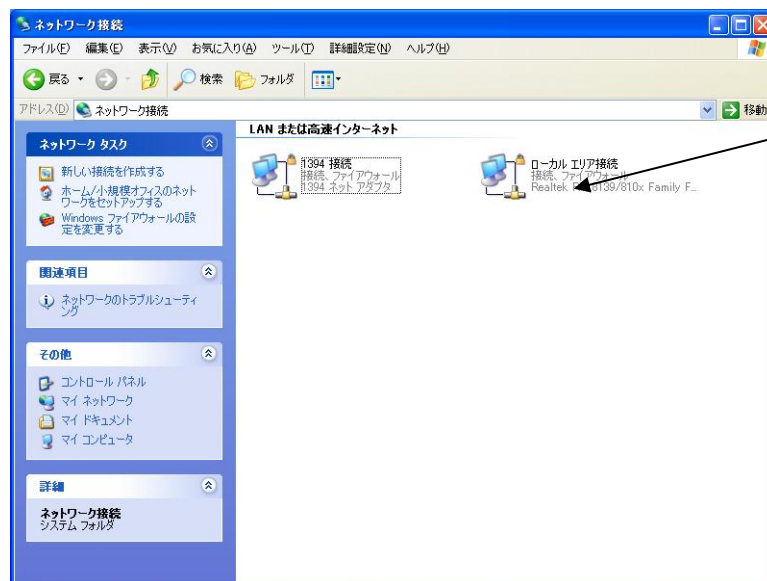 ネットワーク接続
ファイル(F) 編集(E) 表示(V) お気に入り(A) ツール(T) 詳細設定(N) ヘルプ(H)
戻る 検索 フォルダ
アドレス(D) ネットワーク接続 移動
ネットワーク タスク
新しい接続を作成する
ホーム/小規模オフィスのネット
ワークをセットアップする
Windows ファイアウォールの設
定を変更する
関連項目
ネットワークのトラブルシューティ
ング
その他
コントロール パネル
マイ ネットワーク
マイ ドキュメント
マイ コンピュータ
詳細
ネットワーク接続
システム フォルダ
LAN または高速インターネット
1394 接続
接続、ファイアウォール
1394 ネット アダプタ
ローカル エリア接続
接続、ファイアウォール
Realtek 8139/810x Family F...